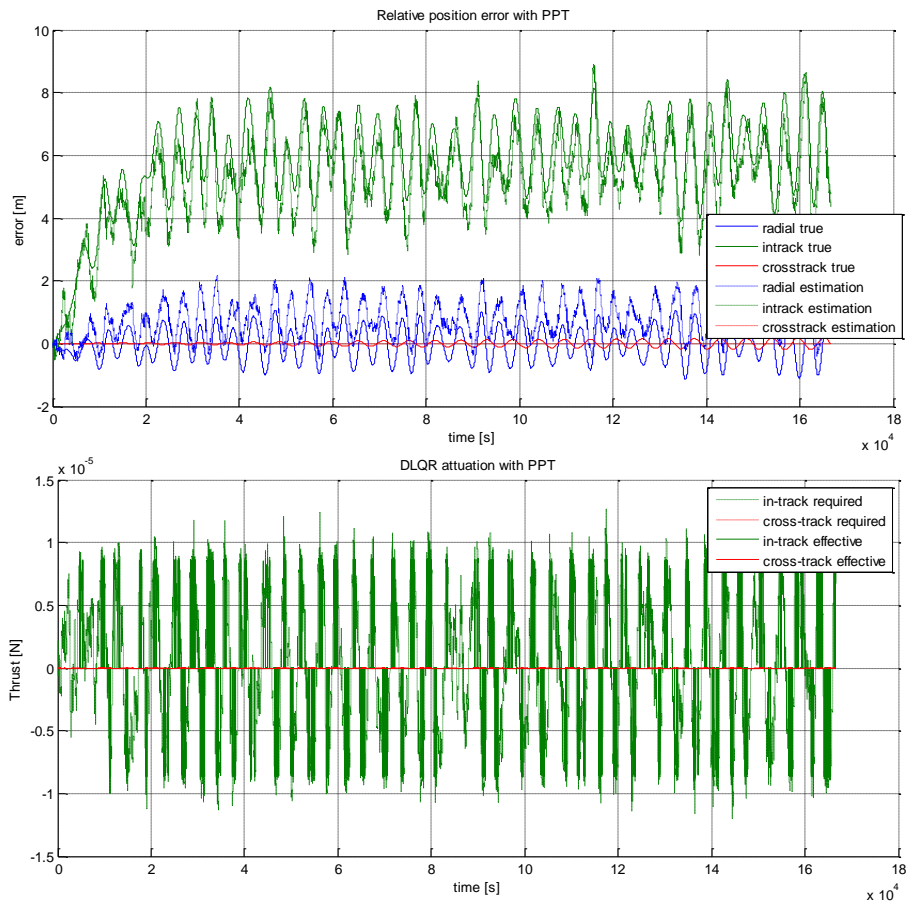 Relative position error with PPT
10
8
6
4
2
0
-2
error [m]
radial true
intrack true
crosstrack true
radial estimation
intrack estimation
crosstrack estimation
0 2 4 6 8 10 12 14 16 18
time [s]
x 10^4
DLQR attuation with PPT
x 10^-5
1.5
1
0.5
0
-0.5
-1
-1.5
Thrust [N]
in-track required
cross-track required
in-track effective
cross-track effective
0 2 4 6 8 10 12 14 16 18
time [s]
x 10^4